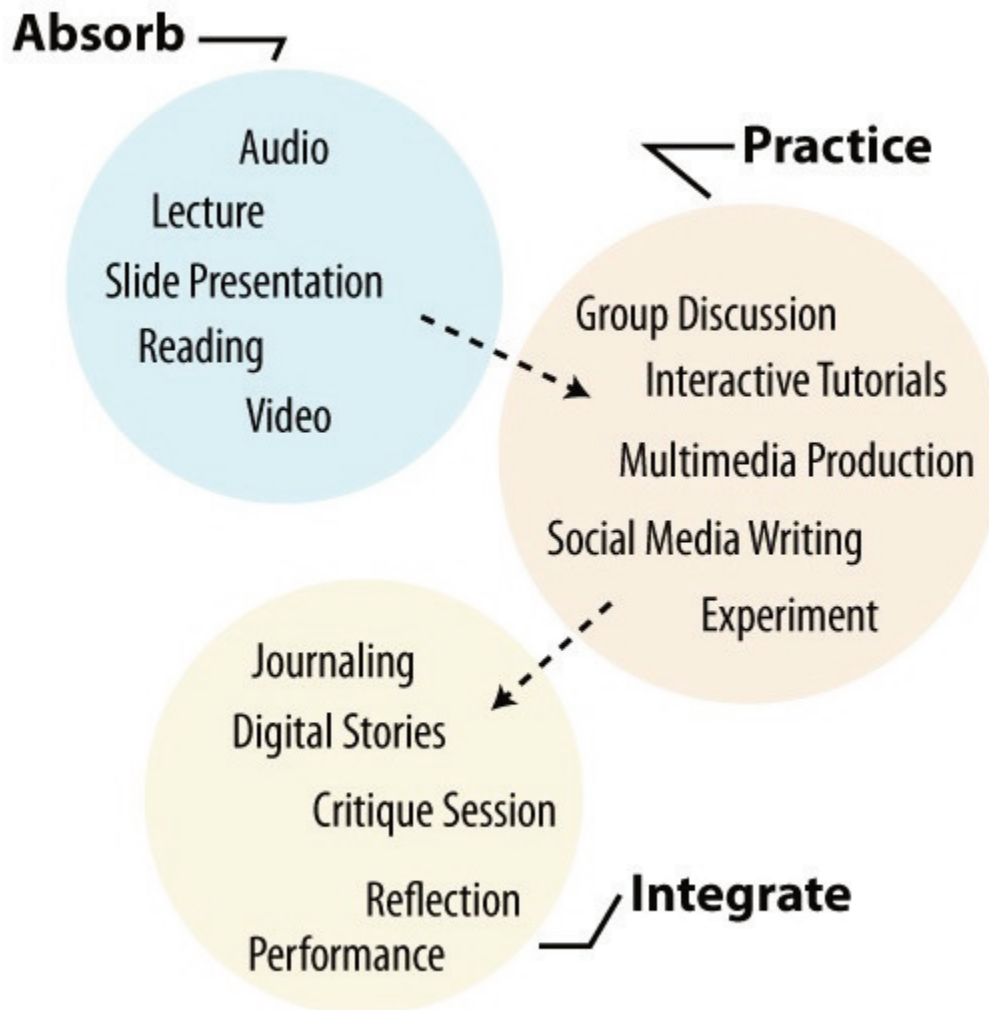 Absorb
Audio
Lecture
Slide Presentation
Reading
Video
Practice
Group Discussion
Interactive Tutorials
Multimedia Production
Social Media Writing
Experiment
Journaling
Digital Stories
Critique Session
Reflection
Performance
Integrate